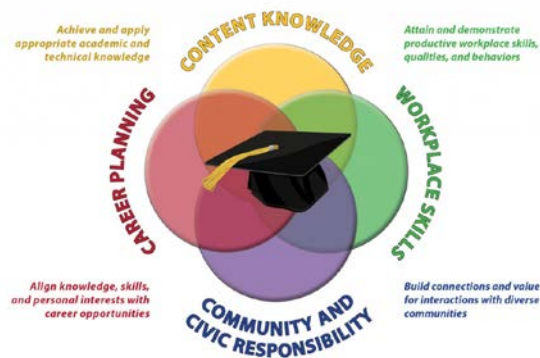 Achieve and apply
appropriate academic and
technical knowledge
CONTENT KNOWLEDGE
Attain and demonstrate
productive workplace skills,
qualities, and behaviors
CAREER PLANNING
WORKPLACE SKILLS
Align knowledge, skills,
and personal interests with
career opportunities
COMMUNITY AND
CIVIC RESPONSIBILITY
Build connections and value
for interactions with diverse
communities